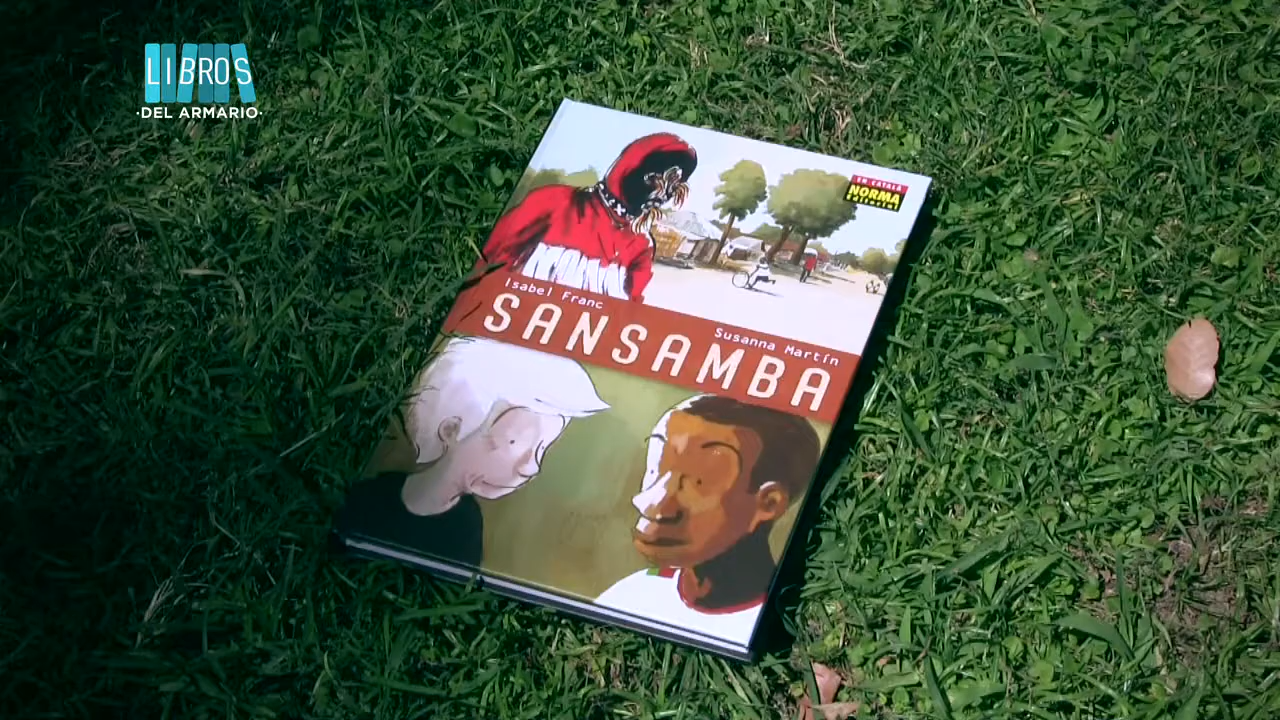 LIBROS
·DEL ARMARIO·
EN CATALÀ
NORMA
Editorial
Isabel Franc
Susanna Martín
SANSAMBA